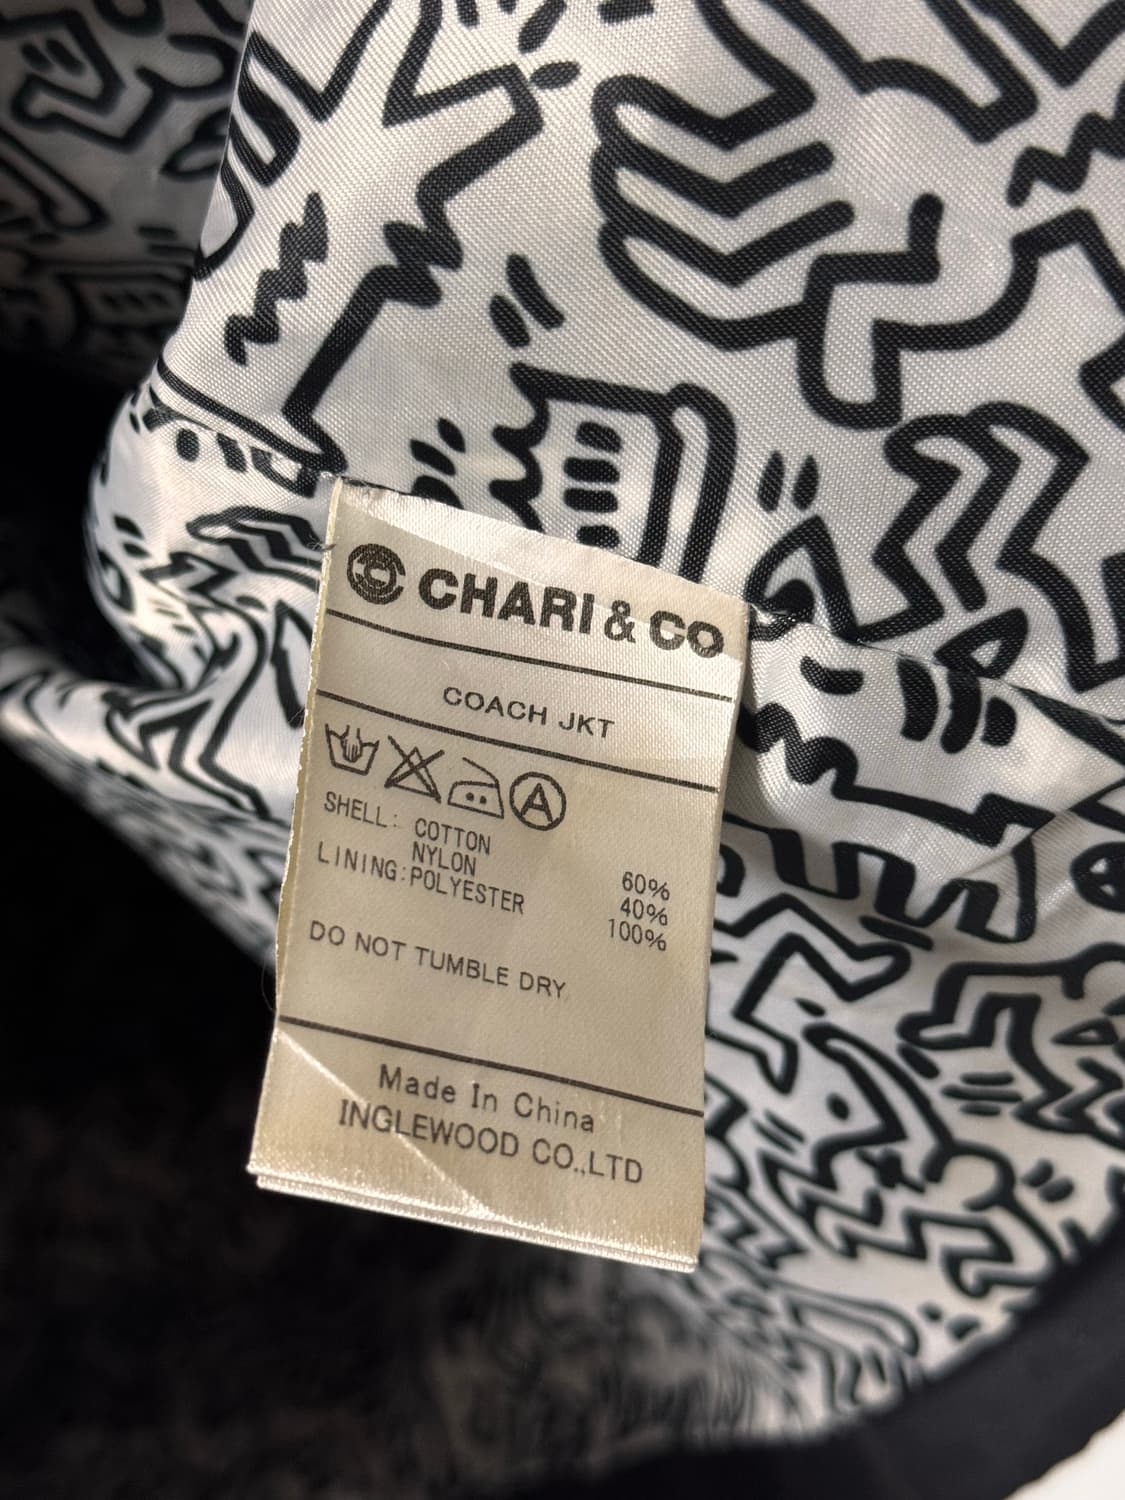 © CHARI & CO
COACH JKT
A
SHELL: COTTON 60%
NYLON 40%
LINING: POLYESTER 100%
DO NOT TUMBLE DRY
Made In China
INGLEWOOD CO.,LTD